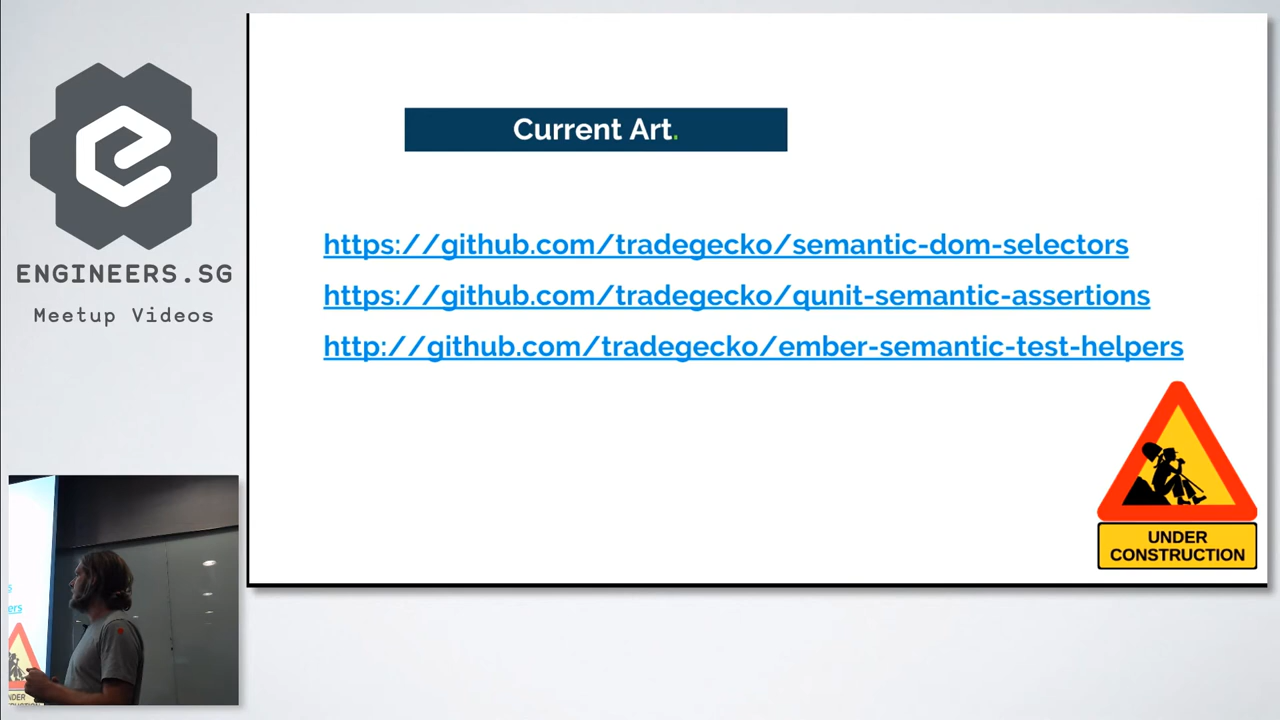 ENGINEERS.SG
Meetup Videos
Current Art.
https://github.com/tradegecko/semantic-dom-selectors
https://github.com/tradegecko/qunit-semantic-assertions
http://github.com/tradegecko/ember-semantic-test-helpers
UNDER
CONSTRUCTION
ers